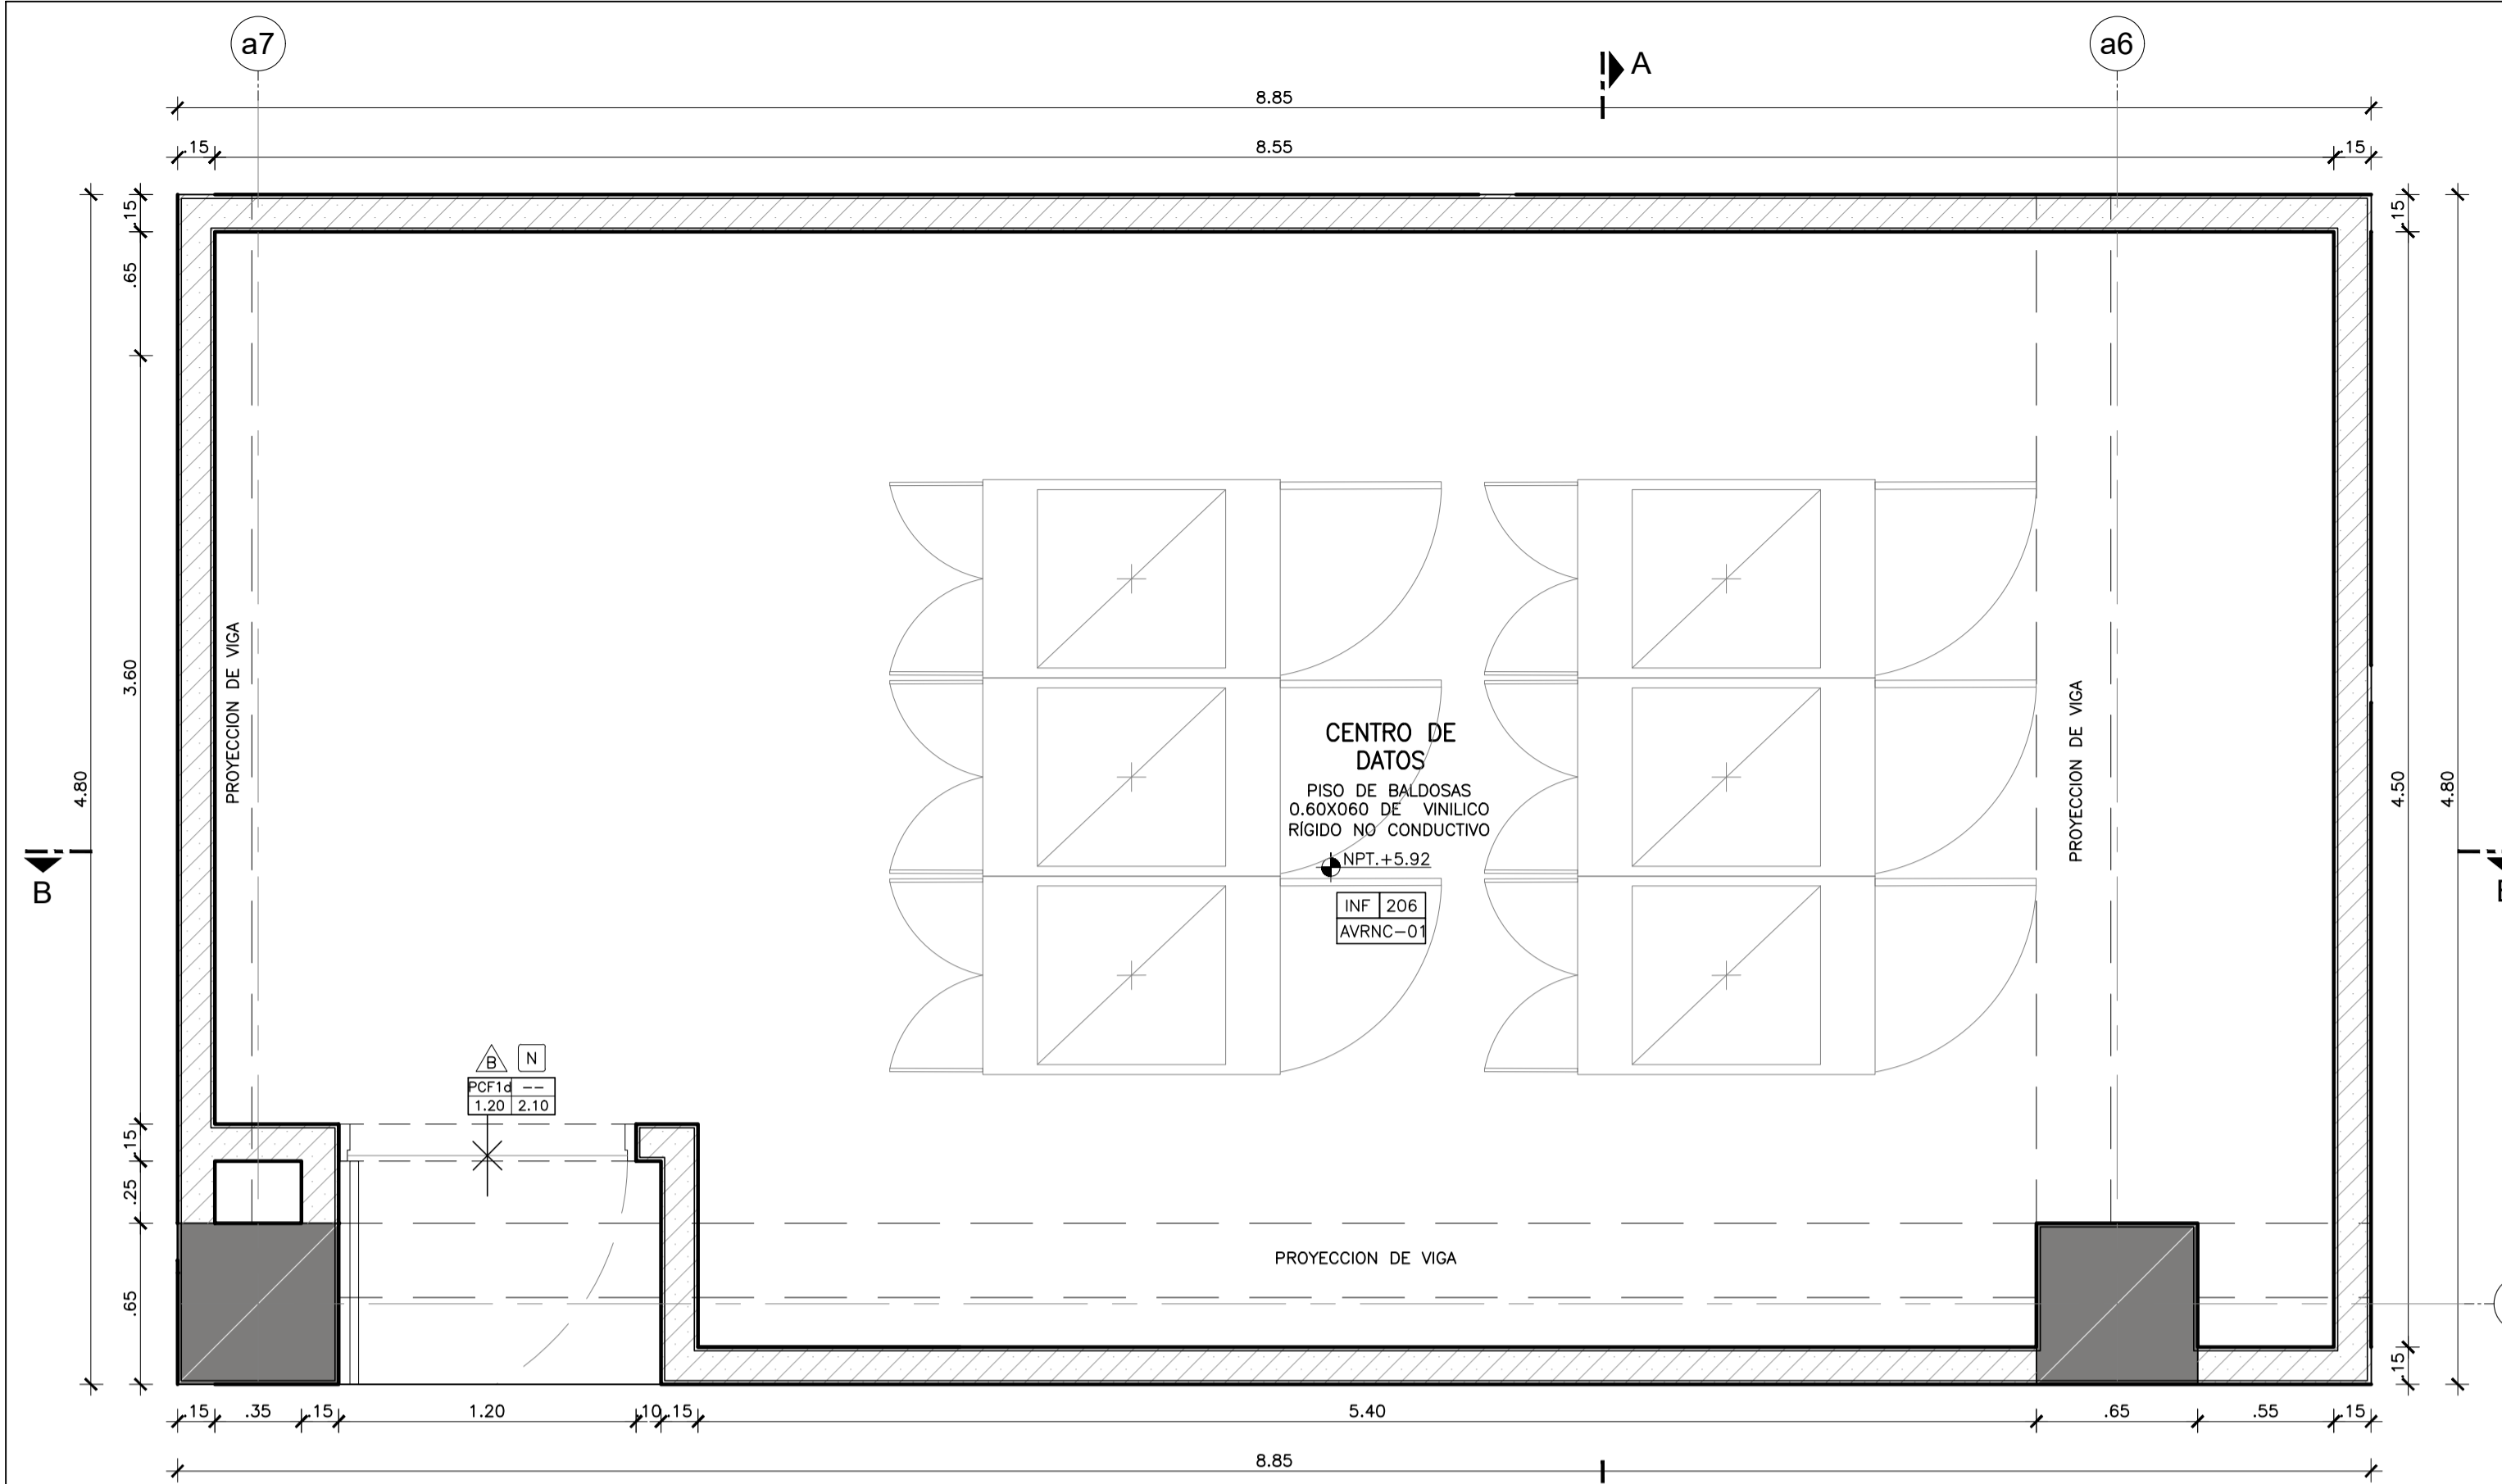 a7
a6
A
8.85
.15
8.55
.15
.15
.15
.65
PROYECCION DE VIGA
3.60
PROYECCION DE VIGA
CENTRO DE
DATOS
PISO DE BALDOSAS
0.60X060 DE VINILICO
RÍGIDO NO CONDUCTIVO
4.80
4.50
4.80
NPT.+5.92
B
INF 206
AVRNC-01
B N
PCF1d --
1.20 2.10
.15
.25
PROYECCION DE VIGA
.65
.15
.15 .35 .15 1.20 .10 .15 5.40 .65 .55 .15
8.85